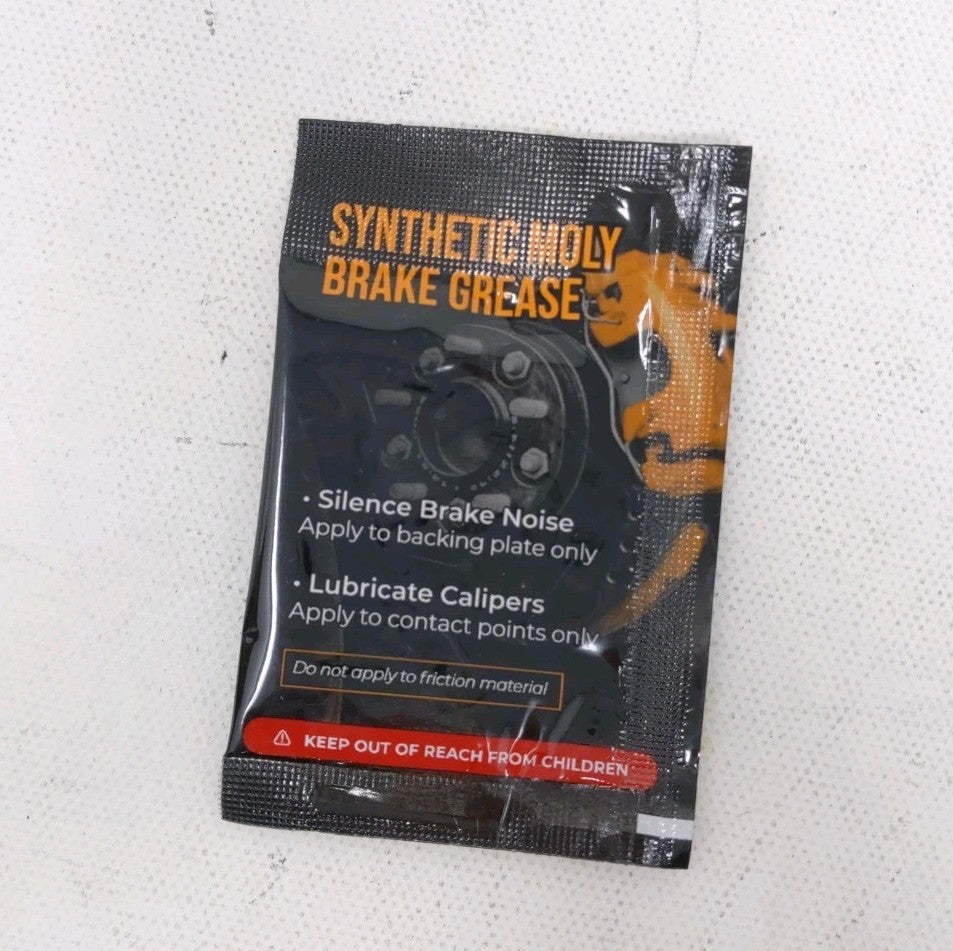 SYNTHETIC MOLY
BRAKE GREASE
• Silence Brake Noise
Apply to backing plate only
• Lubricate Calipers
Apply to contact points only
Do not apply to friction material
⚠ KEEP OUT OF REACH FROM CHILDREN